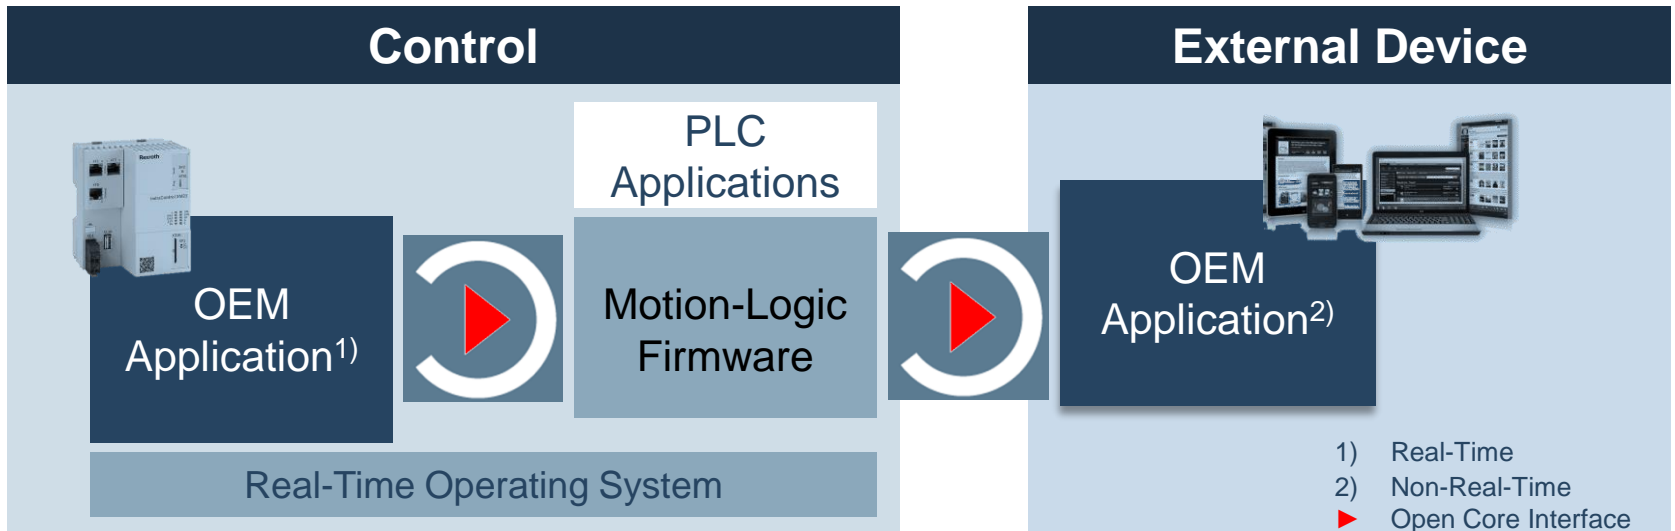 Control
External Device
Rexroth
PLC
Applications
OEM
Application1)
Motion-Logic
Firmware
OEM
Application2)
Real-Time Operating System
1) Real-Time
2) Non-Real-Time
► Open Core Interface